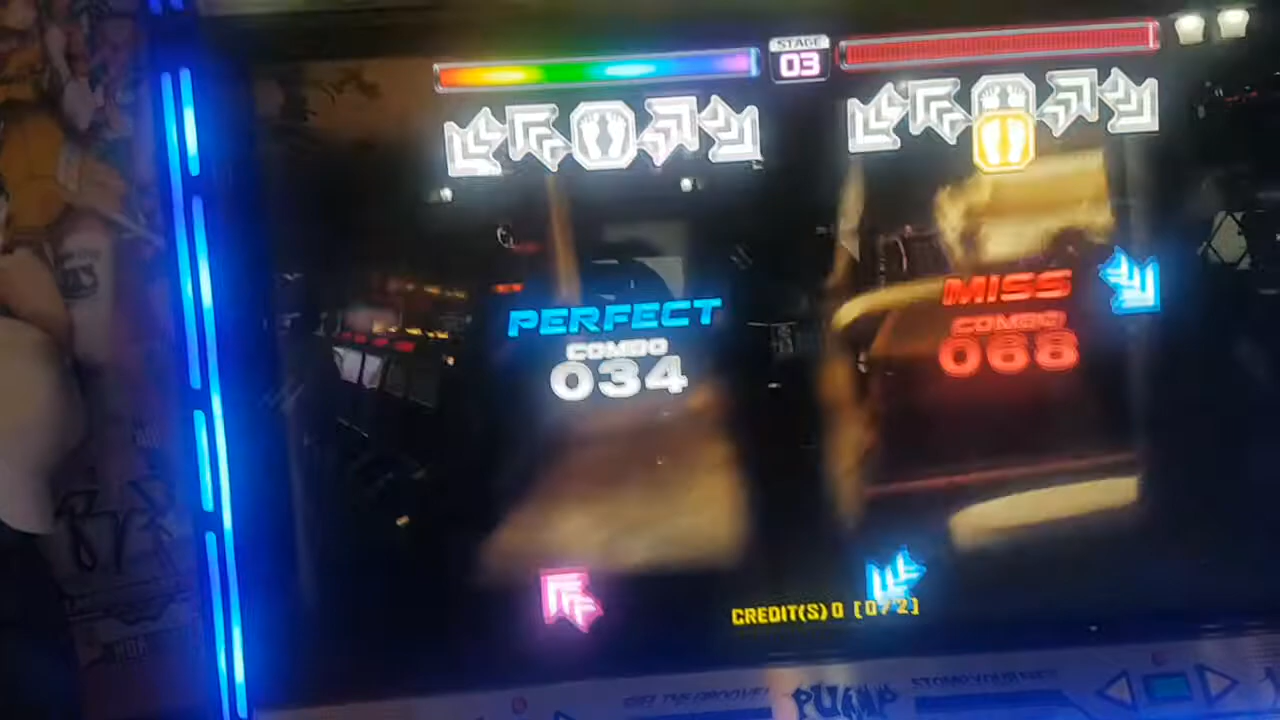 STAGE
03
PERFECT
COMBO
034
MISS
COMBO
068
CREDIT(S) 0 [0/2]
PUMP